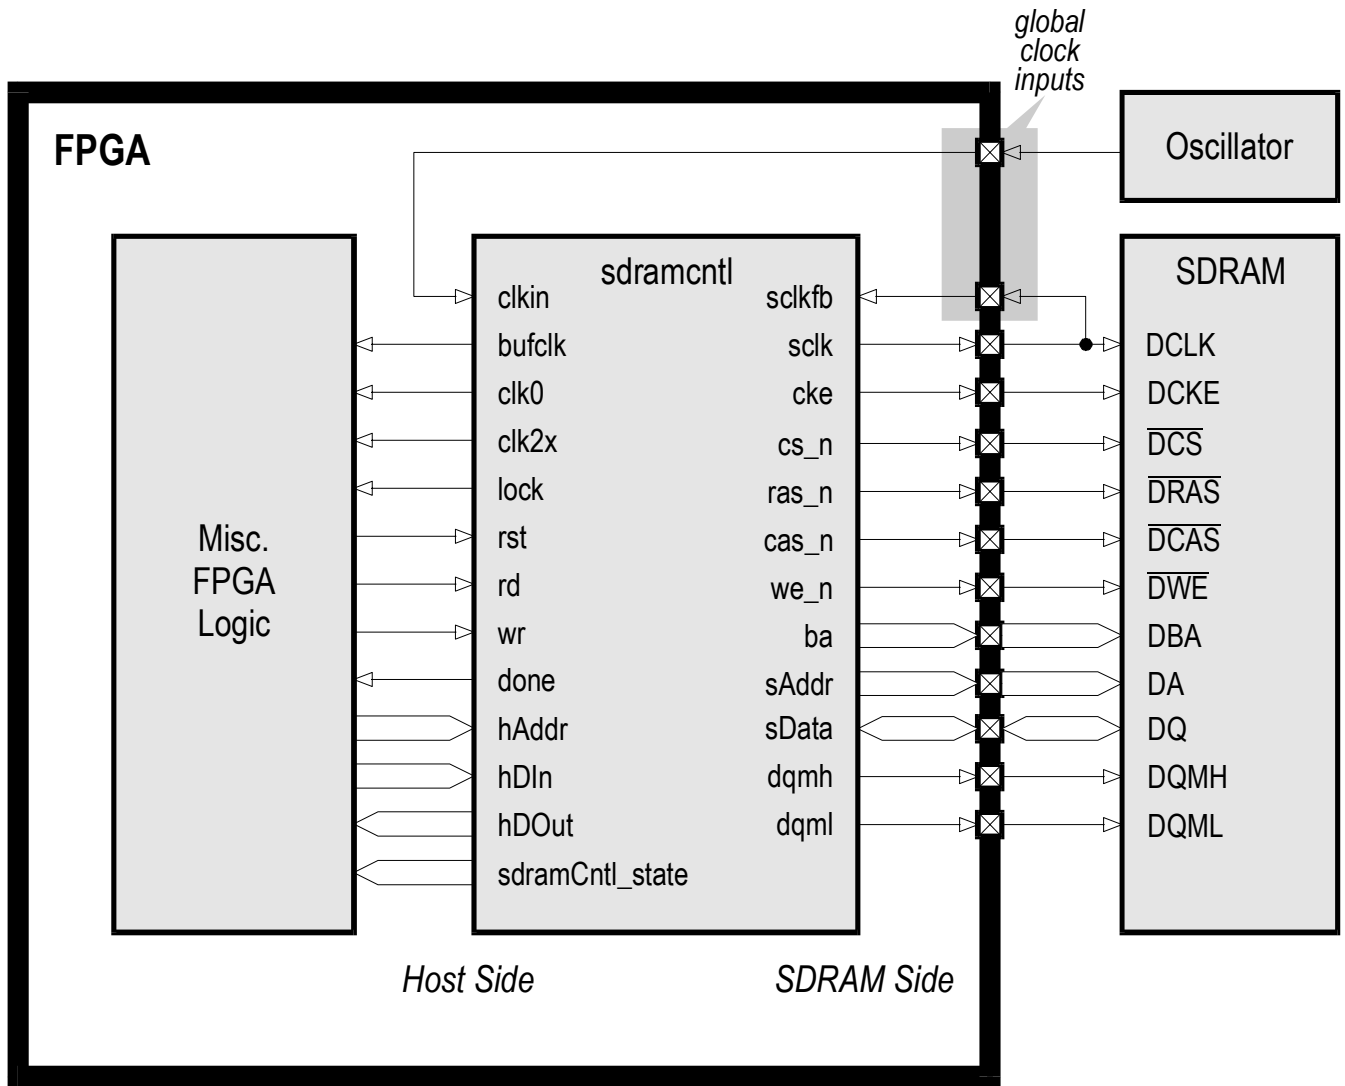 global
clock
inputs
FPGA
Oscillator
sdramcntl
SDRAM
clkin
sclkfb
bufclk
sclk
DCLK
clk0
cke
DCKE
clk2x
cs_n
DCS
lock
ras_n
DRAS
Misc.
FPGA
Logic
rst
cas_n
DCAS
rd
we_n
DWE
wr
ba
DBA
done
sAddr
DA
hAddr
sData
DQ
hDIn
dqmh
DQMH
hDOut
dqml
DQML
sdramCntl_state
Host Side
SDRAM Side